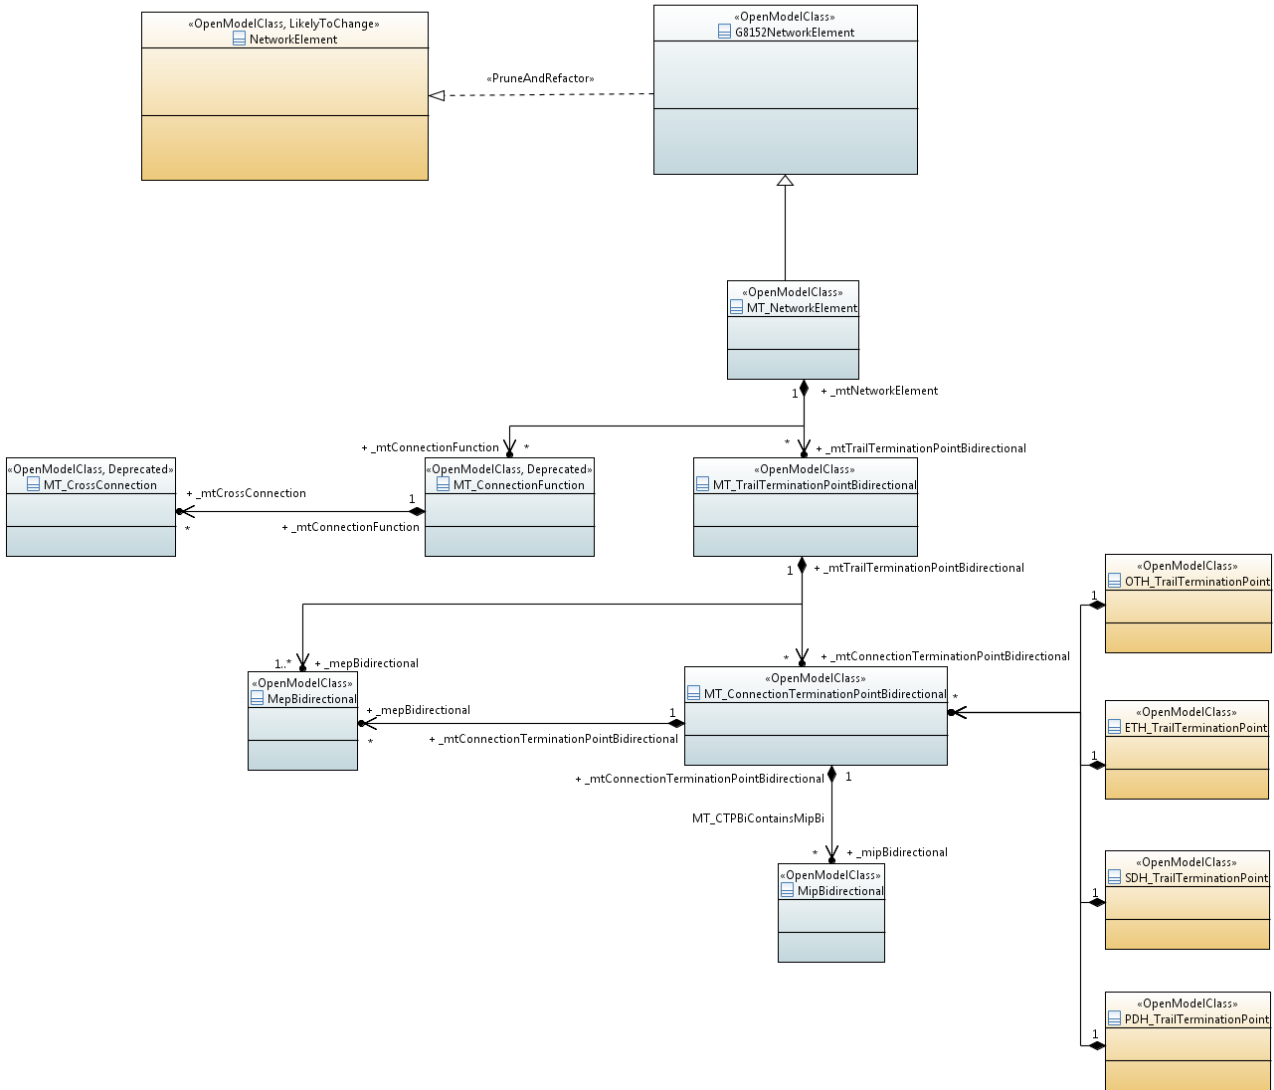 «OpenModelClass, LikelyToChange»
NetworkElement
«OpenModelClass»
G8152NetworkElement
«PruneAndRefactor»
«OpenModelClass»
MT_NetworkElement
1
+ _mtNetworkElement
+ _mtConnectionFunction
*
*
+ _mtTrailTerminationPointBidirectional
«OpenModelClass, Deprecated»
MT_CrossConnection
+ _mtCrossConnection
*
1
+ _mtConnectionFunction
«OpenModelClass, Deprecated»
MT_ConnectionFunction
«OpenModelClass»
MT_TrailTerminationPointBidirectional
1
+ _mtTrailTerminationPointBidirectional
1..*
+ _mepBidirectional
*
+ _mtConnectionTerminationPointBidirectional
«OpenModelClass»
MepBidirectional
+ _mepBidirectional
*
1
+ _mtConnectionTerminationPointBidirectional
«OpenModelClass»
MT_ConnectionTerminationPointBidirectional
*
+ _mtConnectionTerminationPointBidirectional
1
MT_CTPBiContainsMipBi
*
+ _mipBidirectional
«OpenModelClass»
MipBidirectional
«OpenModelClass»
OTH_TrailTerminationPoint
1
«OpenModelClass»
ETH_TrailTerminationPoint
1
«OpenModelClass»
SDH_TrailTerminationPoint
1
«OpenModelClass»
PDH_TrailTerminationPoint
1